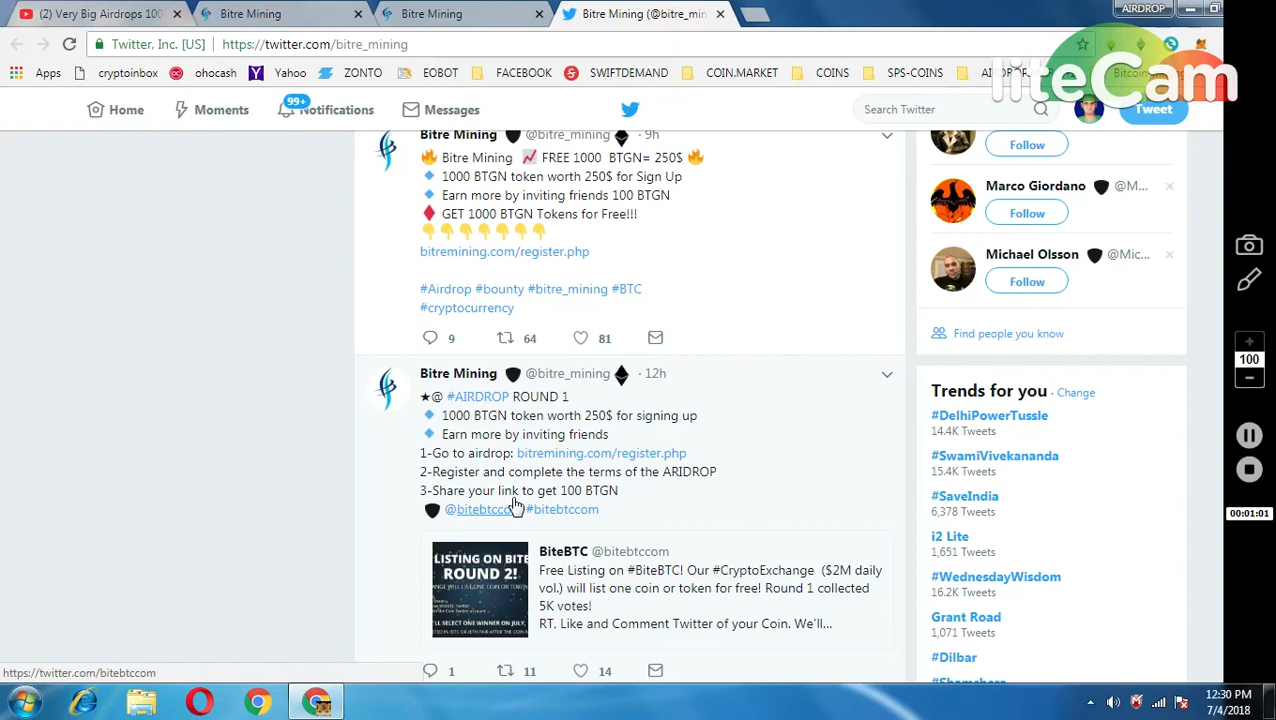 (2) Very Big Airdrops 100
Bitre Mining
Bitre Mining
Bitre Mining (@bitre_min
AIRDROP
Twitter, Inc. [US]
https://twitter.com/bitre_mining
Apps
cryptoinbox
ohocash
Yahoo
ZENTO
EOBOT
FACEBOOK
SWIFTDEMAND
COIN.MARKET
COINS
SPS-COINS
liteCam
Home
Moments
99+
Notifications
Messages
Search Twitter
Tweet
Bitre Mining @bitre_mining · 9h
Bitre Mining FREE 1000 BTGN= 250$
1000 BTGN token worth 250$ for Sign Up
Earn more by inviting friends 100 BTGN
GET 1000 BTGN Tokens for Free!!!
bitremining.com/register.php
#Airdrop #bounty #bitre_mining #BTC
#cryptocurrency
9
64
81
Bitre Mining @bitre_mining · 12h
★@ #AIRDROP ROUND 1
1000 BTGN token worth 250$ for signing up
Earn more by inviting friends
1-Go to airdrop: bitremining.com/register.php
2-Register and complete the terms of the ARIDROP
3-Share your link to get 100 BTGN
#bitebtccom
BiteBTC @bitebtccom
Free Listing on #BiteBTC! Our #CryptoExchange ($2M daily
vol.) will list one coin or token for free! Round 1 collected
5K votes!
RT, Like and Comment Twitter of your Coin. We'll...
LISTING ON BITE
ROUND 2!
1
11
14
Follow
Marco Giordano @M...
Follow
Michael Olsson @Mic...
Follow
Find people you know
Trends for you · Change
#DelhiPowerTussle
14.4K Tweets
#SwamiVivekananda
15.4K Tweets
#SaveIndia
6,378 Tweets
i2 Lite
1,651 Tweets
#WednesdayWisdom
16.2K Tweets
Grant Road
1,071 Tweets
#Dilbar
100
00:01:01
https://twitter.com/bitebtccom
12:30 PM
7/4/2018